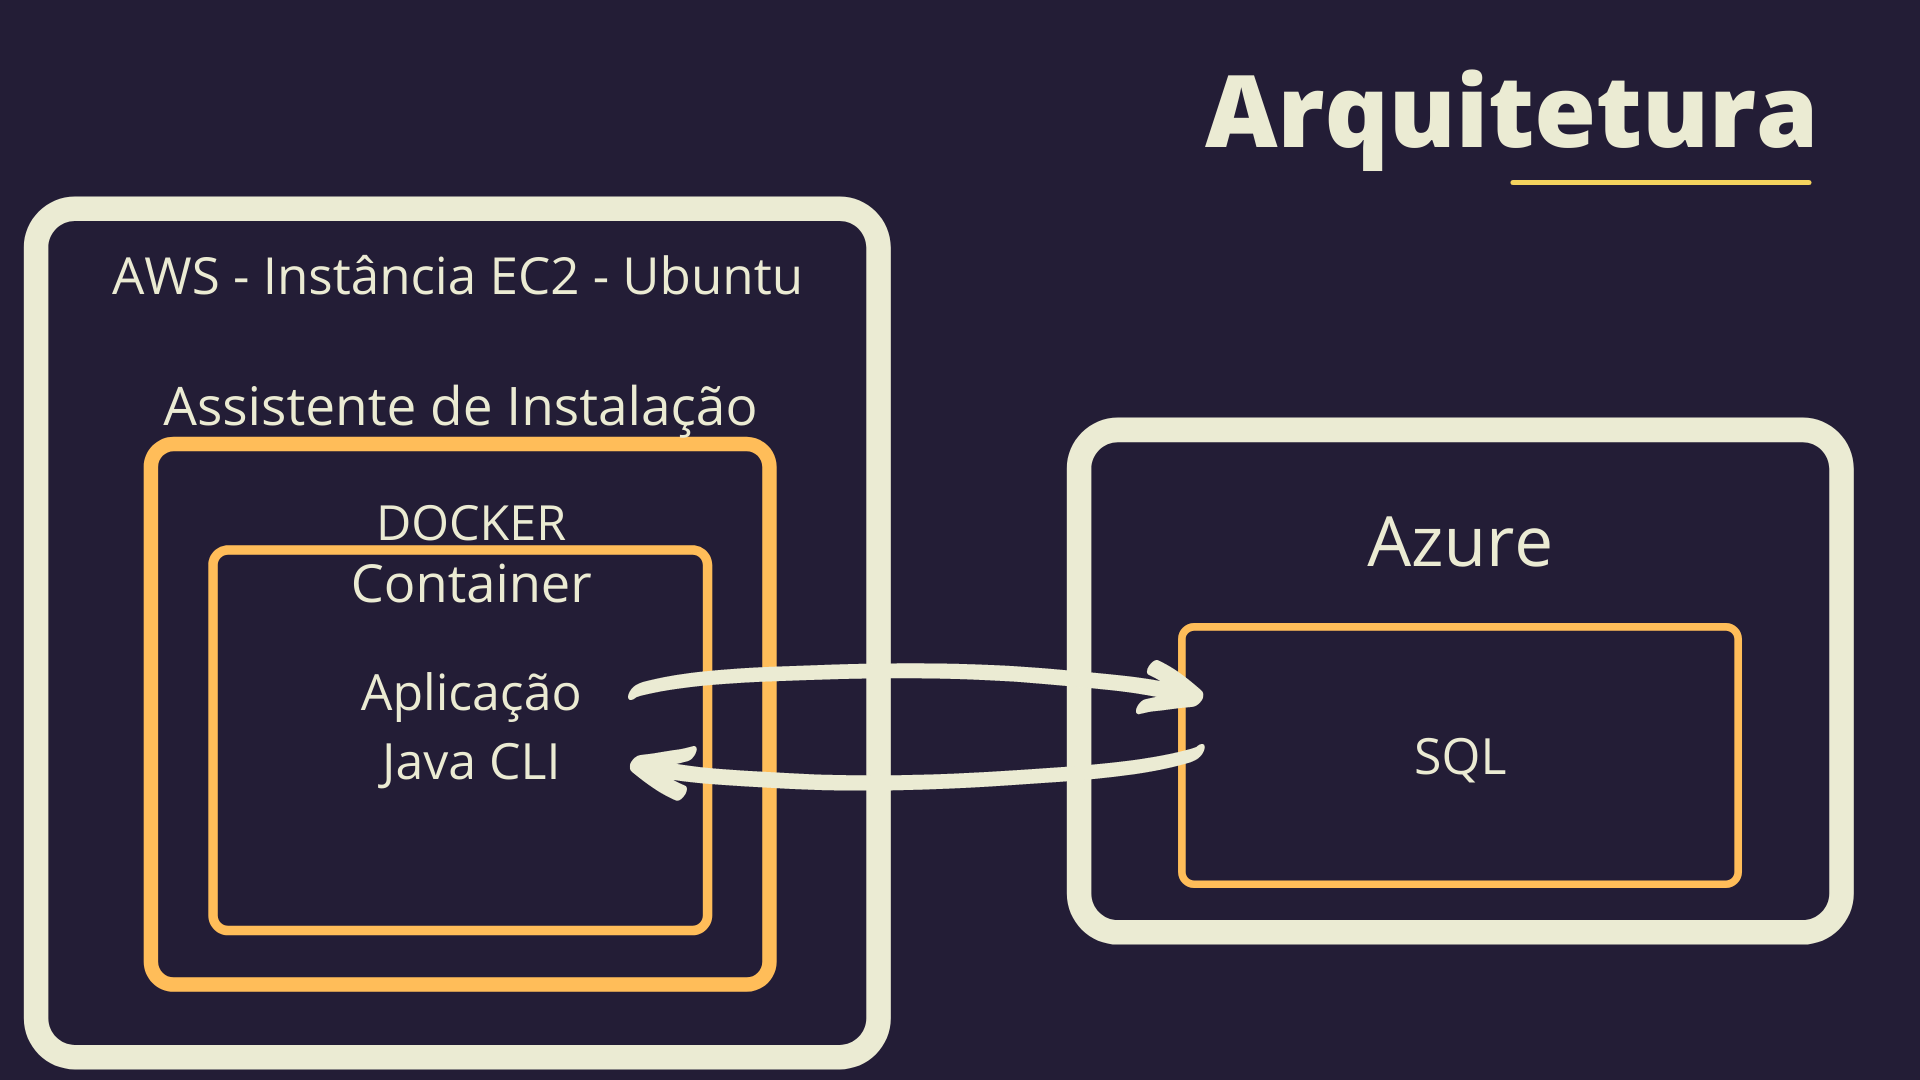 Arquitetura
AWS - Instância EC2 - Ubuntu
Assistente de Instalação
DOCKER
Container
Aplicação
Java CLI
Azure
SQL